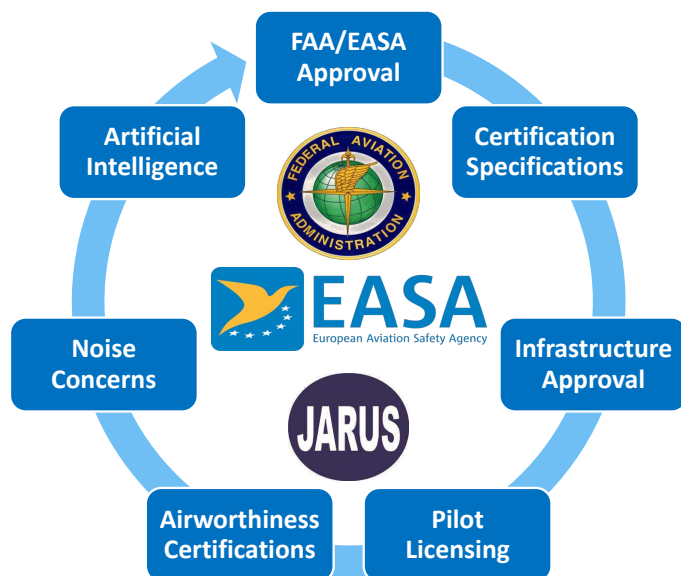 FAA/EASA
Approval
Certification
Specifications
Infrastructure
Approval
Pilot
Licensing
Airworthiness
Certifications
Noise
Concerns
Artificial
Intelligence
FEDERAL AVIATION
ADMINISTRATION
EASA
European Aviation Safety Agency
JARUS